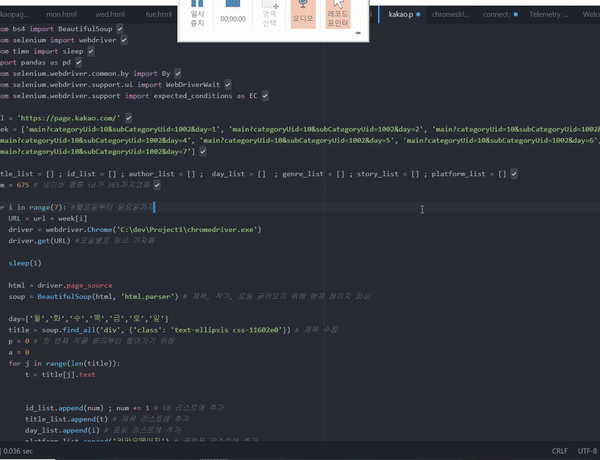 kaopag... mon.html wed.html tue.html kakao.p chromedri... connect. Telemetry ... Welco
일시 중지
00:00:00
영역 선택
오디오
레코드 포인터
om bs4 import BeautifulSoup
om selenium import webdriver
om time import sleep
port pandas as pd
om selenium.webdriver.common.by import By
om selenium.webdriver.support.ui import WebDriverWait
om selenium.webdriver.support import expected_conditions as EC
l = 'https://page.kakao.com/'
ek = ['main?categoryUid=10&subCategoryUid=1002&day=1', 'main?categoryUid=10&subCategoryUid=1002&day=2', 'main?categoryUid=10&subCategoryUid=1002
main?categoryUid=10&subCategoryUid=1002&day=4', 'main?categoryUid=10&subCategoryUid=1002&day=5', 'main?categoryUid=10&subCategoryUid=1002&day=6',
main?categoryUid=10&subCategoryUid=1002&day=7']
tle_list = [] ; id_list = [] ; author_list = [] ; day_list = [] ; genre_list = [] ; story_list = [] ; platform_list = []
m = 675 # 네이버 웹툰 id가
r i in range(7): #월요일부터 일요일까지
URL = url + week[i]
driver = webdriver.Chrome('C:\dev\Project1\chromedriver.exe')
driver.get(URL) #요일별로 링크 가져옴
sleep(1)
html = driver.page_source
soup = BeautifulSoup(html, 'html.parser') # 제목, 작가, 요일 긁어오기 위해 현재 페이지 파싱
day=['월','화','수','목','금','토','일']
title = soup.find_all('div', {'class': 'text-ellipsis css-11602e0'}) # 제목 수집
p = 0 # 첫 번째 작품 링크부터 들어가기 위해
a = 0
for j in range(len(title)):
t = title[j].text
id_list.append(num) ; num += 1 # id 리스트에 추가
title_list.append(t) # 제목 리스트에 추가
day_list.append(i) # 요일 리스트에 추가
platform_list.append('카카오페이지') # 플랫폼 리스트에 추가
0.036 sec
CRLF UTF-8